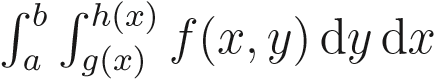 ∫_a^b ∫_{g(x)}^{h(x)} f(x, y) dy dx